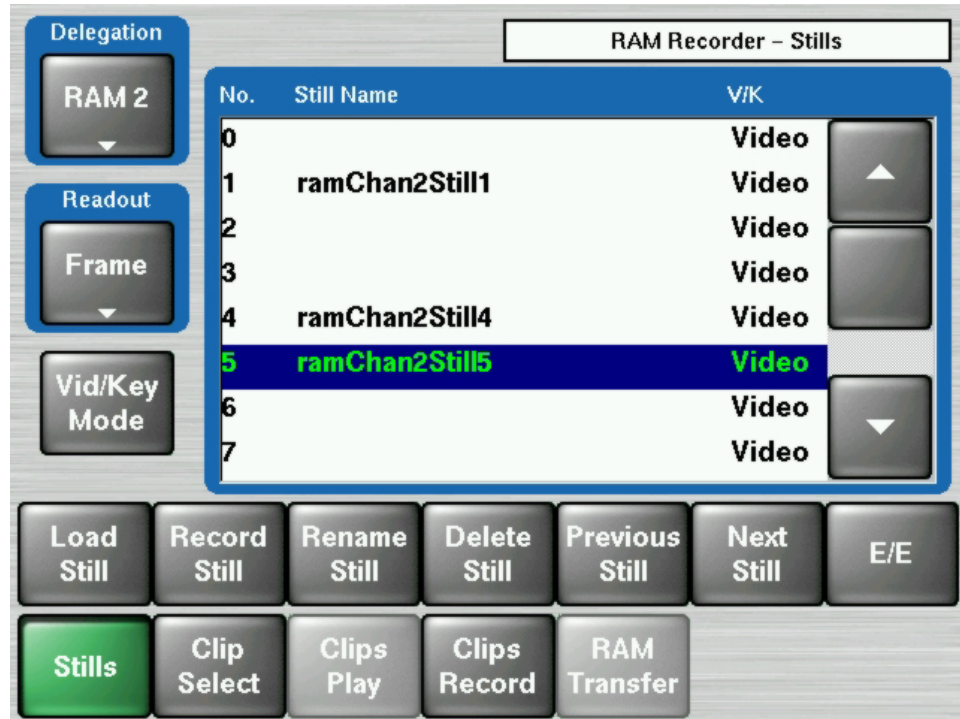 Delegation
RAM Recorder – Stills
RAM 2
No. Still Name V/K
0 Video
1 ramChan2Still1 Video
Readout
2 Video
Frame
3 Video
4 ramChan2Still4 Video
5 ramChan2Still5 Video
Vid/Key
Mode
6 Video
7 Video
Load
Still
Record
Still
Rename
Still
Delete
Still
Previous
Still
Next
Still
E/E
Stills
Clip
Select
Clips
Play
Clips
Record
RAM
Transfer